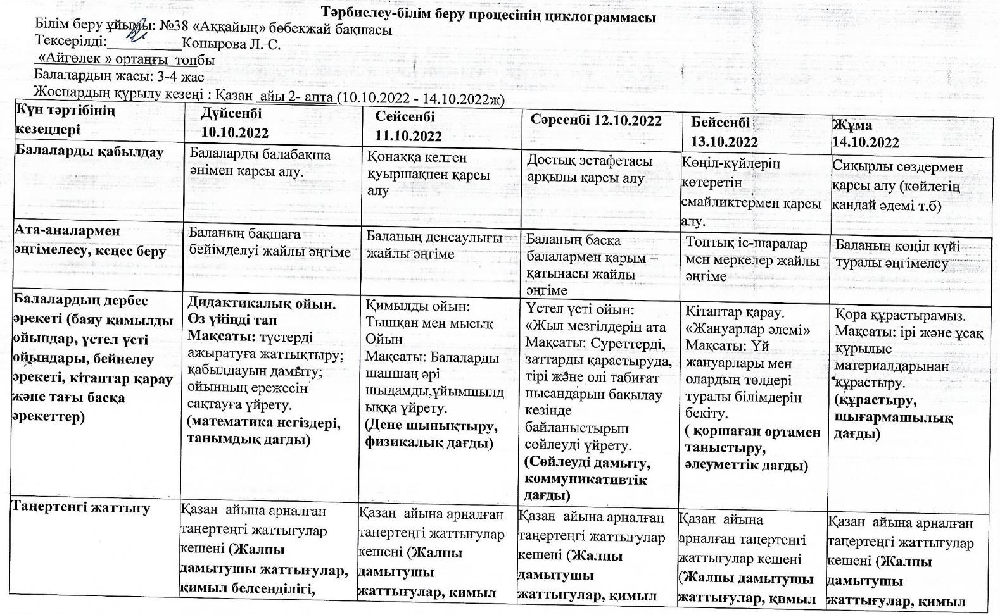 Тәрбиелеу-білім беру процесінің циклограммасы
Білім беру ұйымы: №38 «Аққайың» бөбекжай бақшасы
Тексерілді:__________Конырова Л. С.
«Айгөлек » ортаңғы топбы
Балалардың жасы: 3-4 жас
Жоспардың құрылу кезеңі : Қазан айы 2- апта (10.10.2022 - 14.10.2022ж)
Күн тәртібінің
кезеңдері
Дүйсенбі
10.10.2022
Сейсенбі
11.10.2022
Сәрсенбі 12.10.2022
Бейсенбі
13.10.2022
Жұма
14.10.2022
Балаларды қабылдау
Балаларды балабақша
әнімен қарсы алу.
Қонаққа келген
қуыршақпен қарсы
алу
Достық эстафетасы
арқылы қарсы алу
Көңіл-күйлерін
көтеретін
смайликтермен қарсы
алу.
Сиқырлы сөздермен
қарсы алу (көйлегің
қандай әдемі т.б)
Ата-аналармен
әңгімелесу, кеңес беру
Баланың бақшаға
бейімделуі жайлы әңгіме
Баланың денсаулығы
жайлы әңгіме
Баланың басқа
балалармен қарым –
қатынасы жайлы
әңгіме
Топтық іс-шаралар
мен меркелер жайлы
әңгіме
Баланың көңіл күйі
туралы әңгімелсу
Балалардың дербес
әрекеті (баяу қимылды
ойындар, үстел үсті
ойындары, бейнелеу
әрекеті, кітаптар қарау
және тағы басқа
әрекеттер)
Дидактикалық ойын.
Өз үйіңді тап
Мақсаты: түстерді
ажыратуға жаттықтыру;
қабылдауын дамыту;
ойынның ережесін
сақтауға үйрету.
(математика негіздері,
танымдық дағды)
Қимылды ойын:
Тышқан мен мысық
Ойын
Мақсаты: Балаларды
шапшаң әрі
шыдамды,ұйымшылд
ыққа үйрету.
(Дене шынықтыру,
физикалық дағды)
Үстел үсті ойын:
«Жыл мезгілдерін ата
Мақсаты: Суреттерді,
заттарды қарастыруда,
тірі және өлі табиғат
нысандарын бақылау
кезінде
байланыстырып
сөйлеуді үйрету.
(Сөйлеуді дамыту,
коммуникативтік
дағды)
Кітаптар қарау.
«Жануарлар әлемі»
Мақсаты: Үй
жануарлары мен
олардың төлдері
туралы білімдерін
бекіту.
( қоршаған ортамен
таныстыру,
әлеуметтік дағды)
Қора құрастырамыз.
Мақсаты: ірі және ұсақ
құрылыс
материалдарынан
құрастыру.
(құрастыру,
шығармашылық
дағды)
Таңертенгі жаттығу
Қазан айына арналған
таңертеңгі жаттығулар
кешені (Жалпы
дамытушы жаттығулар,
қимыл белсенділігі,
Қазан айына арналған
таңертеңгі жаттығулар
кешені (Жалпы
дамытушы
жаттығулар, қимыл
Қазан айына арналған
таңертеңгі жаттығулар
кешені (Жалпы
дамытушы
жаттығулар, қимыл
Қазан айына
арналған таңертеңгі
жаттығулар кешені
(Жалпы дамытушы
жаттығулар, қимыл
Қазан айына арналған
таңертеңгі жаттығулар
кешені (Жалпы
дамытушы
жаттығулар, қимыл